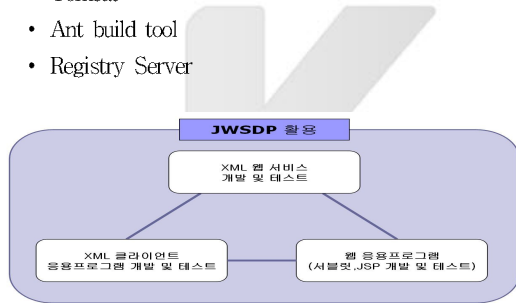 • Ant build tool
• Registry Server
JWSDP 활용
XML 웹 서비스
개발 및 테스트
XML 클라이언트
응용프로그램 개발 및 테스트
웹 응용프로그램
(서블릿,JSP 개발 및 테스트)